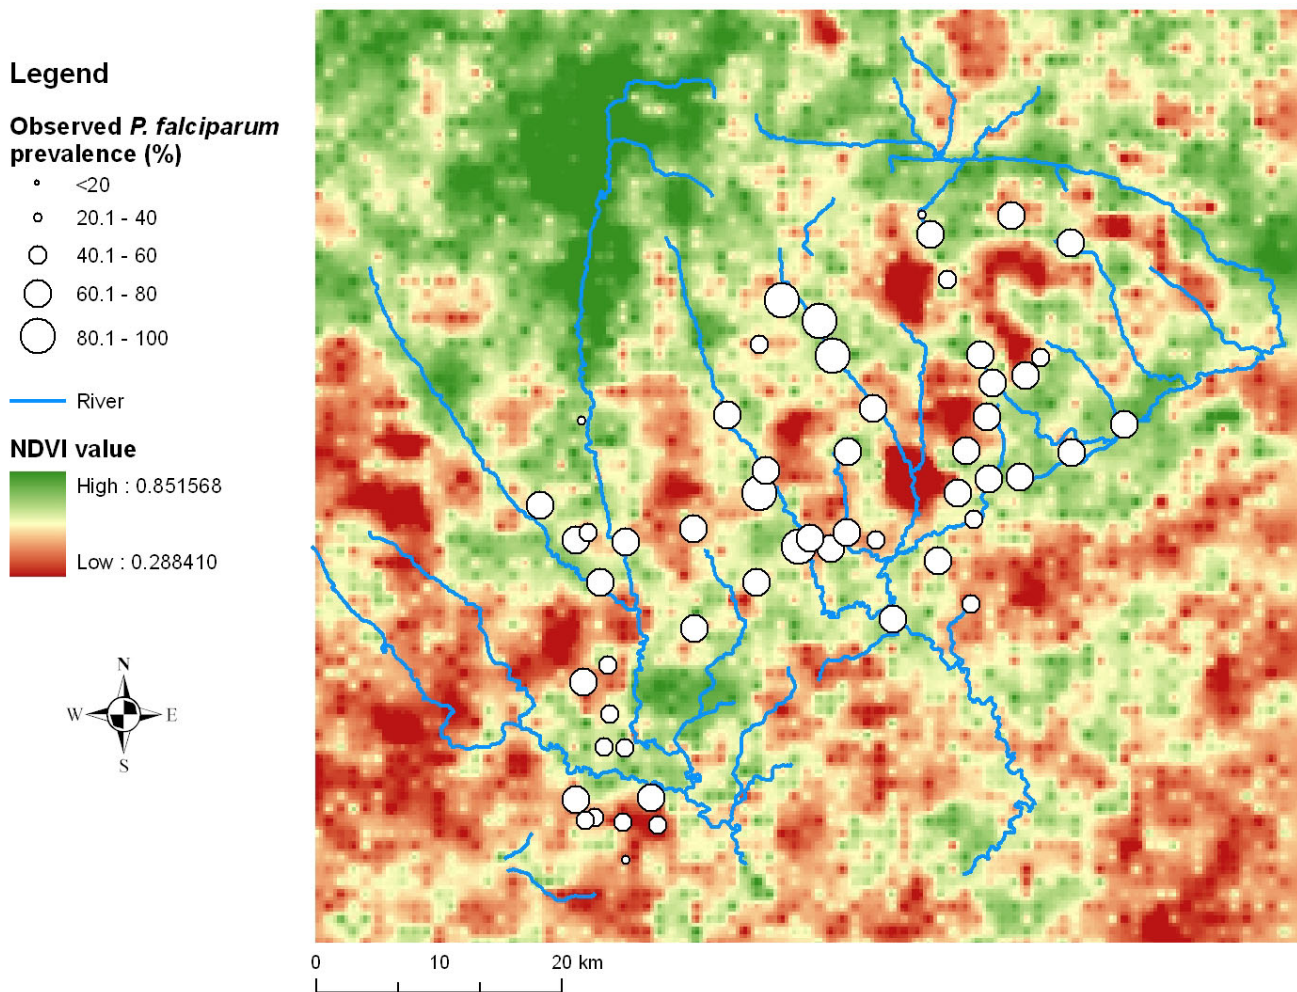 Legend
Observed P. falciparum
prevalence (%)
<20
20.1 - 40
40.1 - 60
60.1 - 80
80.1 - 100
River
NDVI value
High : 0.851568
Low : 0.288410
N
W E
S
0 10 20 km